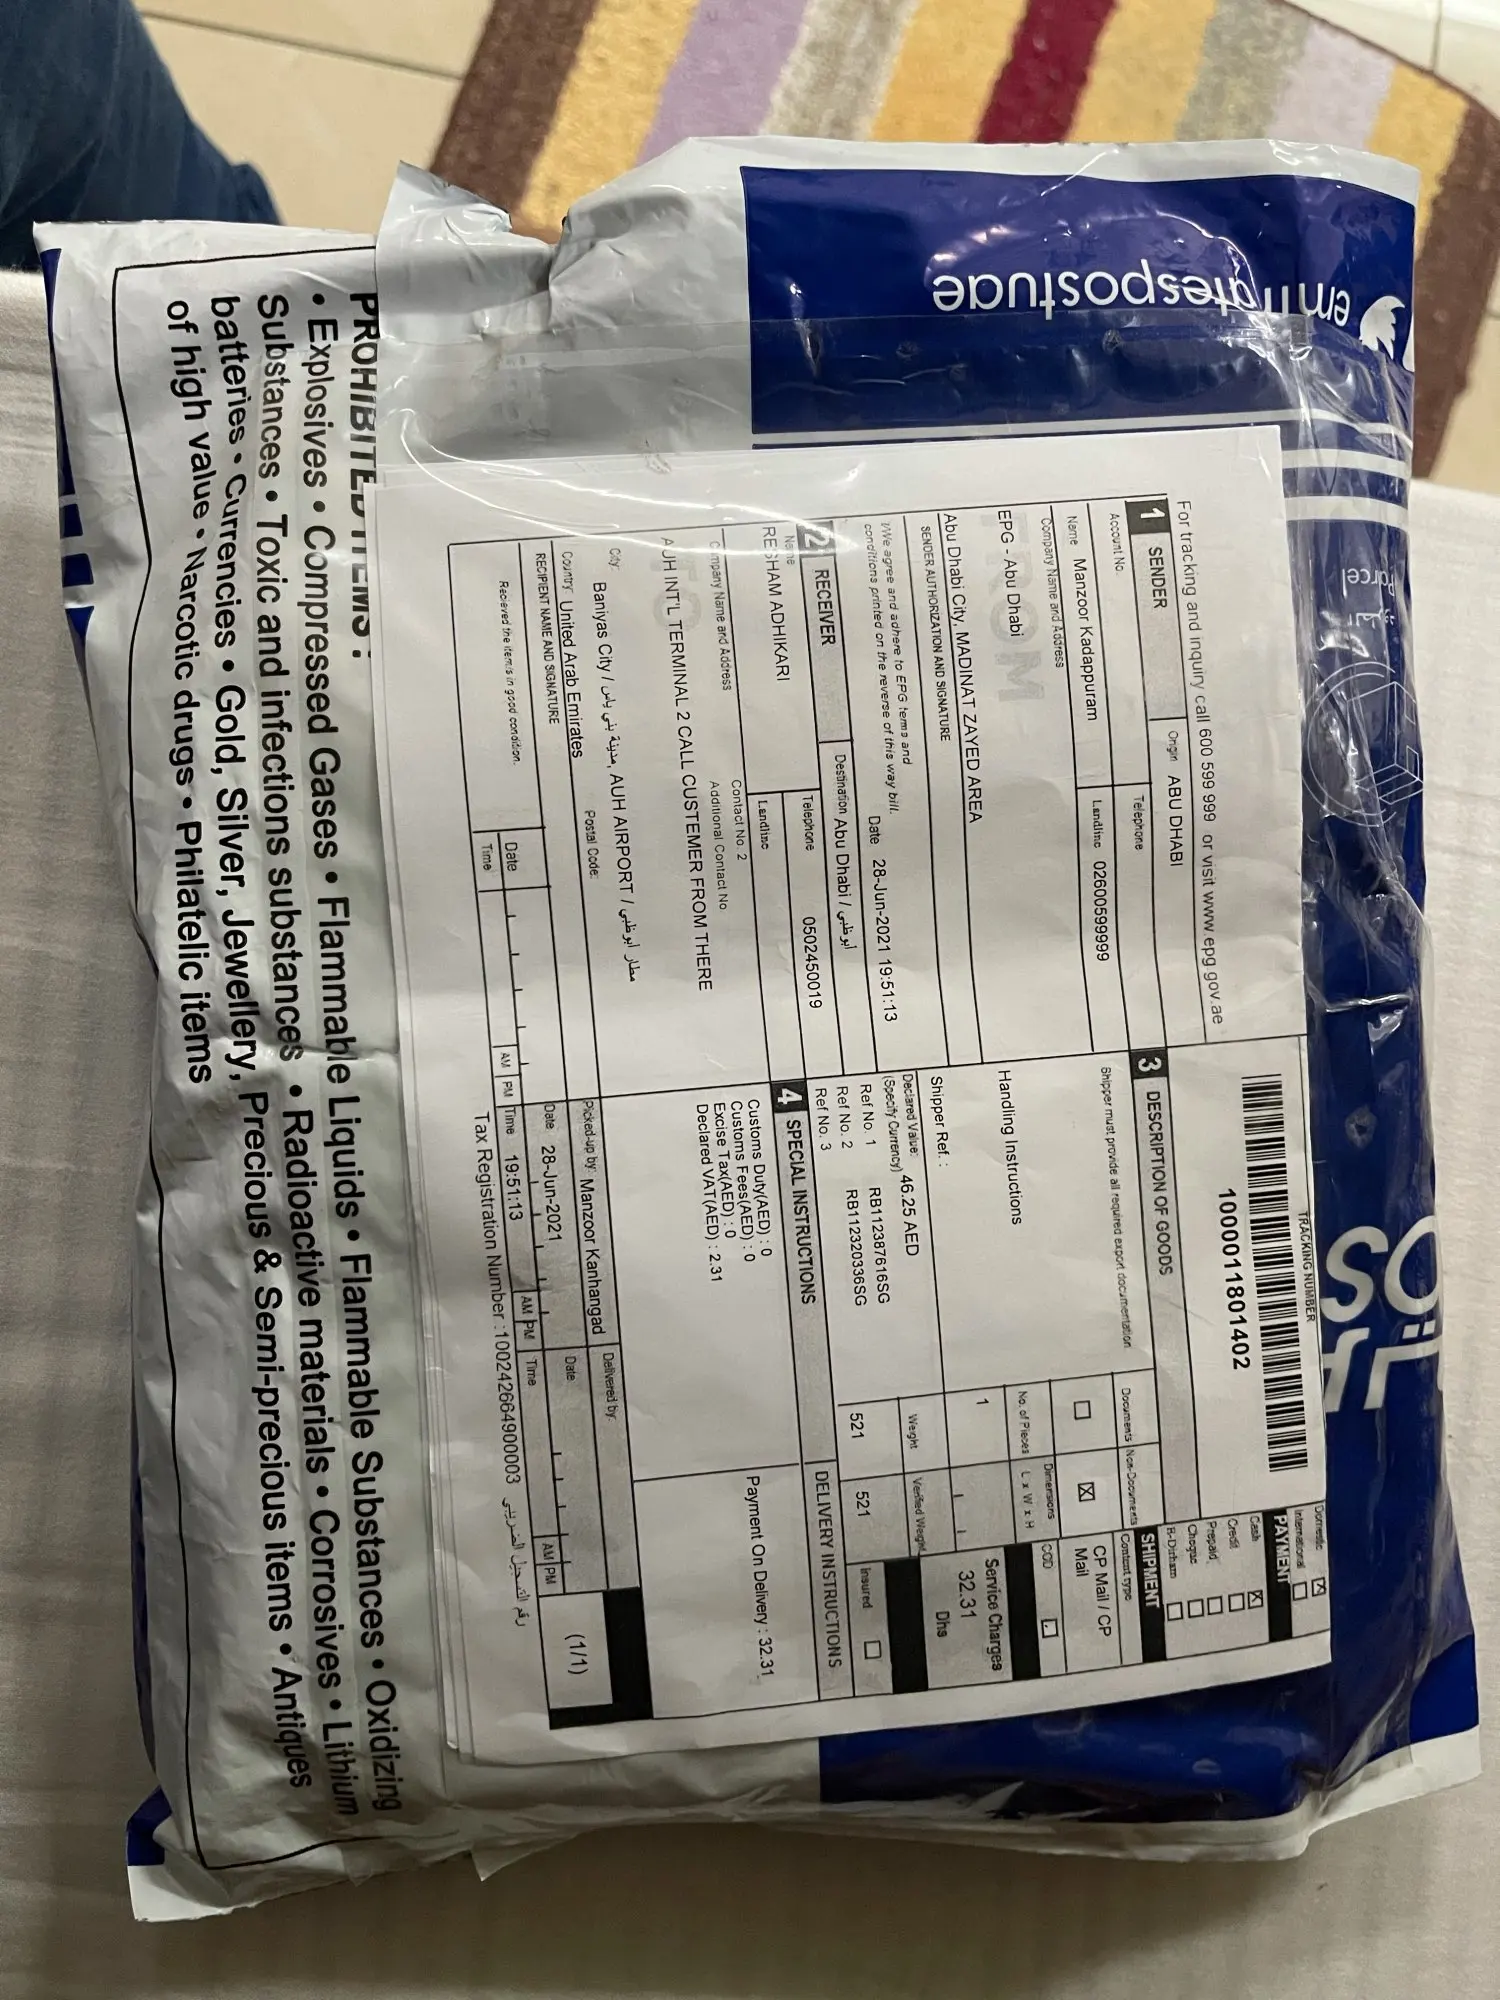 emiratespostuae
For tracking and inquiry call 600 599 999 or visit www.epg.gov.ae
1 SENDER
Origin ABU DHABI
Account No.
Telephone
Name Manzoor Kadappuram
Landline 02600599999
Company Name and Address
FROM
EPG - Abu Dhabi
Abu Dhabi City, MADINAT ZAYED AREA
SENDER AUTHORIZATION AND SIGNATURE
We agree and adhere to EPG terms and
conditions printed on the reverse of this way bill.
Date 28-Jun-2021 19:51:13
2 RECEIVER
Destination Abu Dhabi / أبوظبي
Name
RESHAM ADHIKARI
Telephone 0502450019
Landline
Company Name and Address
Contact No. 2
Additional Contact No
AUH INT'L TERMINAL 2 CALL CUSTEMER FROM THERE
City: Baniyas City / مدينة بني ياس, AUH AIRPORT / مطار أبوظبي
Country: United Arab Emirates
Postal Code:
RECIPIENT NAME AND SIGNATURE
Recieved the item/s in good condition.
Date
Time
AM PM
TRACKING NUMBER
1000011801402
3 DESCRIPTION OF GOODS
Shipper must provide all required export documentation
Handling Instructions
Shipper Ref. :
Declared Value: 46.25 AED
(Specify Currency)
Ref No. 1 RB112387616SG
Ref No. 2 RB112320336SG
Ref No. 3
Documents Non-Documents
No. of Pieces
1
Dimensions
L x W x H
Weight
521
Verified Weight
521
Domestic
International
PAYMENT
Cash
Credit
Prepaid
Cheque
R-Dirham
SHIPMENT
Content type
CP Mail / CP
Mail
COD
Service Charges
32.31
Dhs
Insured
4 SPECIAL INSTRUCTIONS
Customs Duty(AED) : 0
Customs Fees(AED) : 0
Excise Tax(AED) : 0
Declared VAT(AED) : 2.31
DELIVERY INSTRUCTIONS
Payment On Delivery : 32.31
Picked-up by: Manzoor Kanhangad
Date: 28-Jun-2021
Time 19:51:13
AM PM
Delivered by:
Date
Time
AM PM
(1/1)
Tax Registration Number :100242664900003 رقم التسجيل الضريبي
PROHIBITED ITEMS :
• Explosives • Compressed Gases • Flammable Liquids • Flammable Substances • Oxidizing
Substances • Toxic and infections substances • Radioactive materials • Corrosives • Lithium
batteries • Currencies • Gold, Silver, Jewellery, Precious & Semi-precious items • Antiques
of high value • Narcotic drugs • Philatelic items